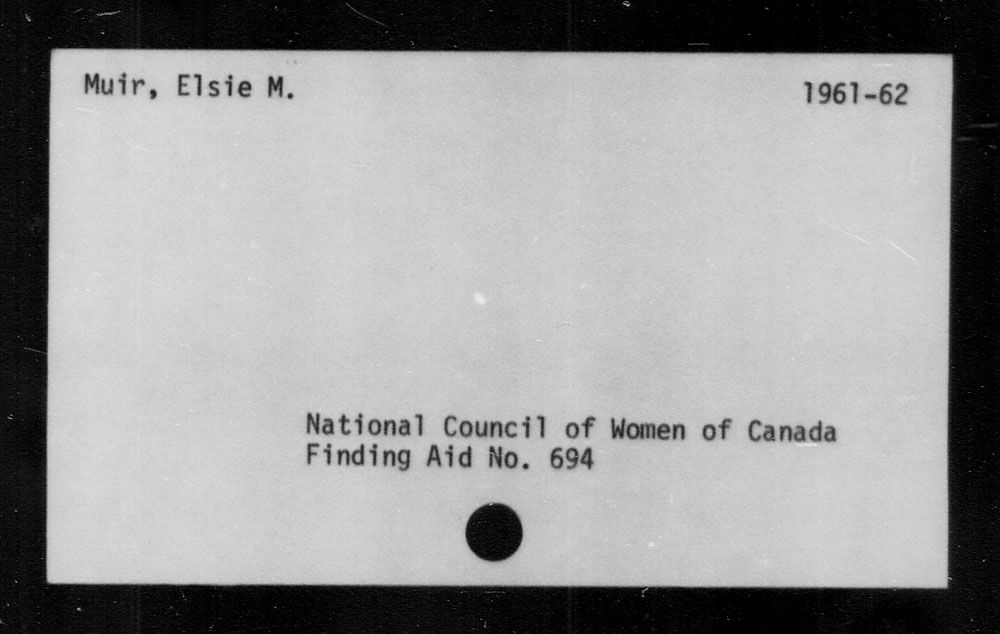 Muir, Elsie M.
1961-62
National Council of Women of Canada
Finding Aid No. 694